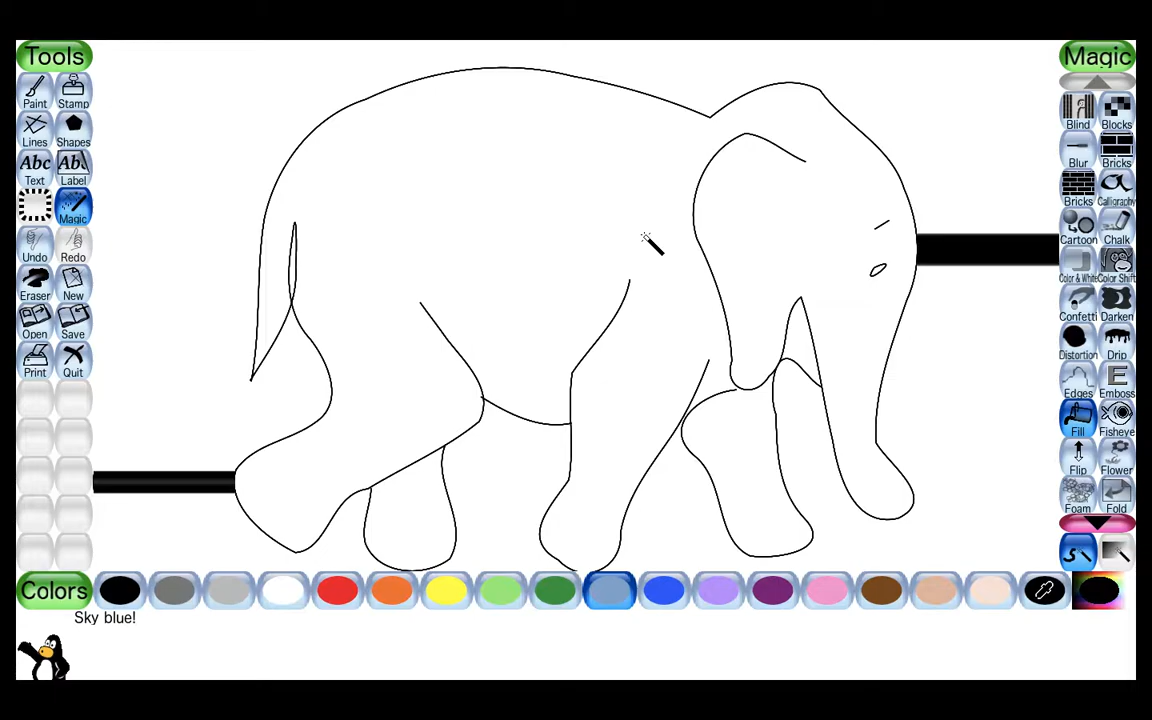 Tools
Magic
Paint
Stamp
Blind
Blocks
Lines
Shapes
Blur
Bricks
Abc
Abc
Text
Label
Bricks
Calligraphy
Magic
Cartoon
Chalk
Undo
Redo
Color & White
Color Shift
Eraser
New
Confetti
Darken
Open
Save
Distortion
Drip
Print
Quit
Edges
Emboss
Fill
Fisheye
Flip
Flower
Foam
Fold
Colors
Sky blue!